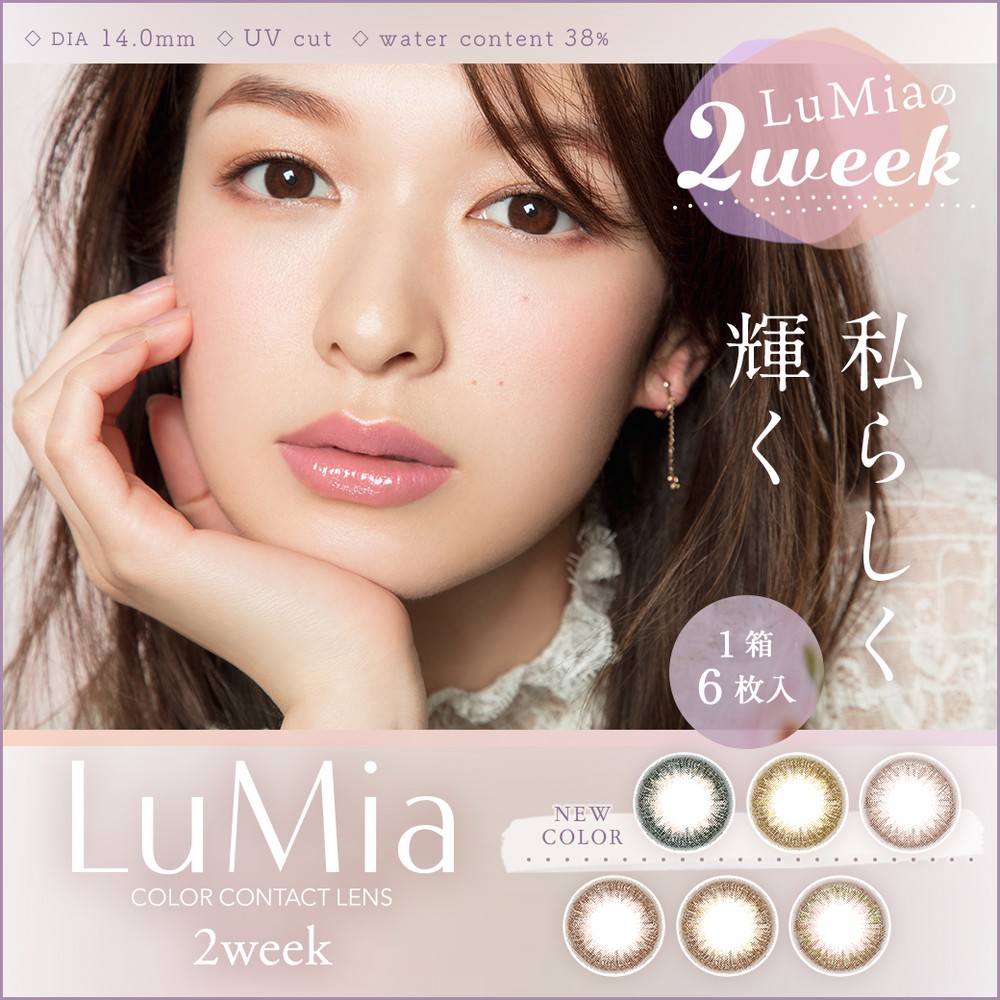 ◇ DIA 14.0mm ◇ UV cut ◇ water content 38%
LuMiaの
2week
私らしく
輝く
1箱
6枚入
LuMia
COLOR CONTACT LENS
2week
NEW
COLOR